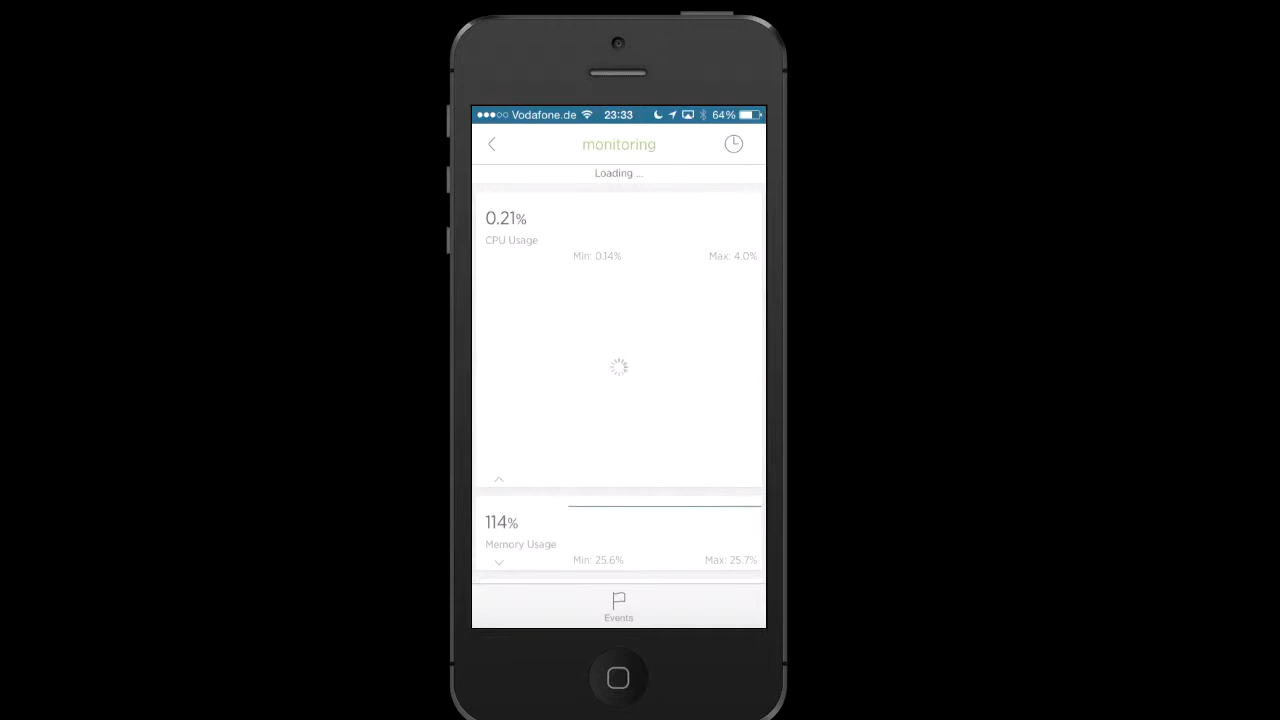 Vodafone.de 23:33 64%
monitoring
Loading ...
0.21%
CPU Usage
Min: 0.14% Max: 4.0%
114%
Memory Usage
Min: 25.6% Max: 25.7%
Events